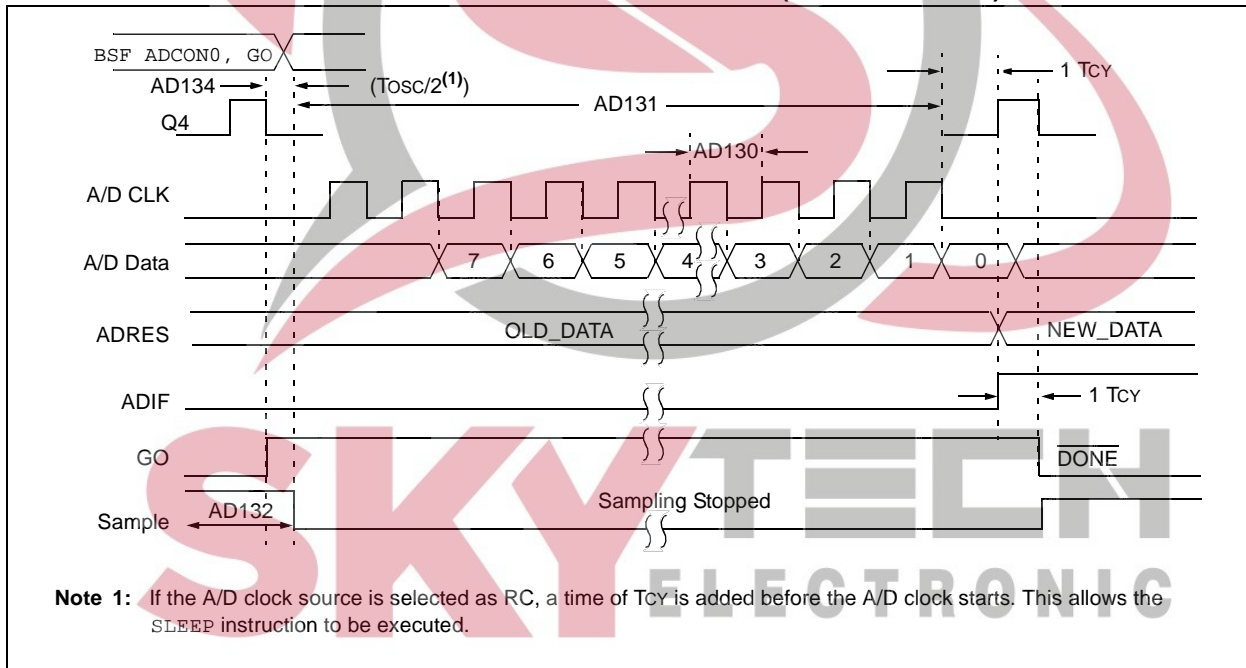 BSF ADCON0, GO
AD134
(TOSC/2(1))
1 TCY
AD131
Q4
AD130
A/D CLK
A/D Data
7 6 5 4 3 2 1 0
ADRES
OLD_DATA
NEW_DATA
ADIF
1 TCY
GO
DONE
Sampling Stopped
AD132
Sample
SKYTECH
ELECTRONIC
Note 1: If the A/D clock source is selected as RC, a time of TCY is added before the A/D clock starts. This allows the
SLEEP instruction to be executed.